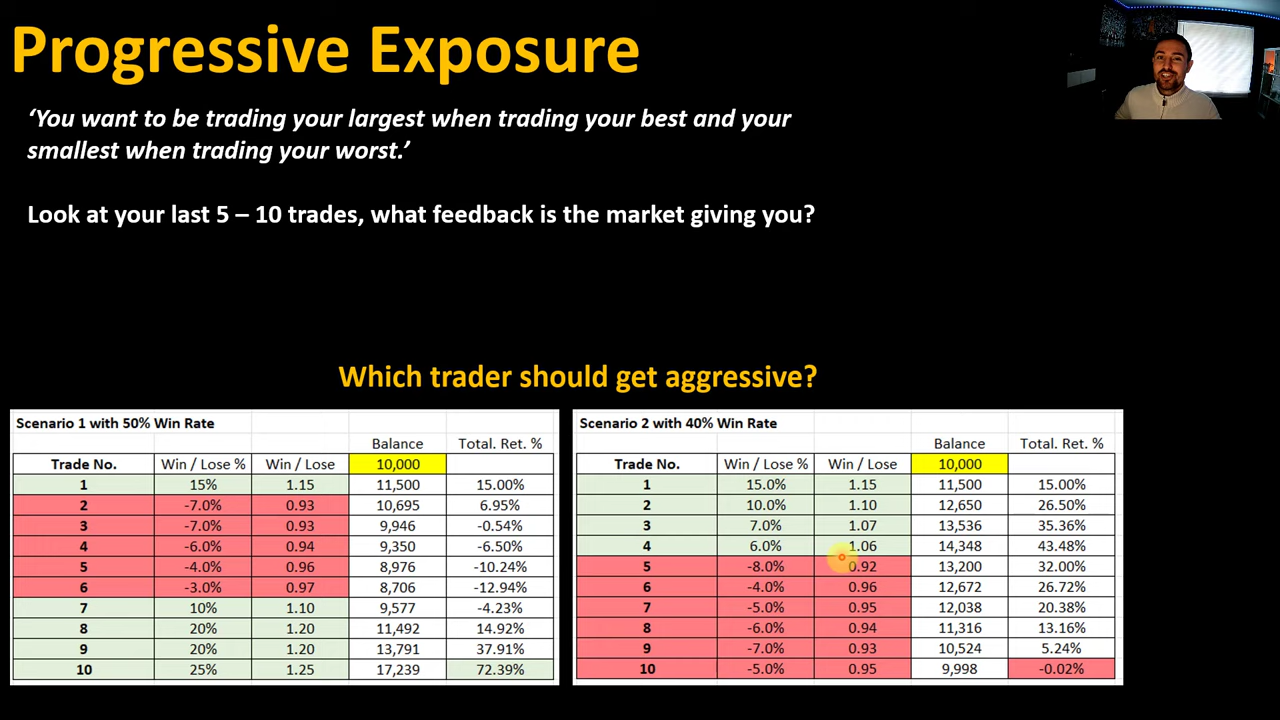 Progressive Exposure
‘You want to be trading your largest when trading your best and your
smallest when trading your worst.’
Look at your last 5 – 10 trades, what feedback is the market giving you?
Which trader should get aggressive?
Scenario 1 with 50% Win Rate
Balance Total. Ret. %
Trade No. Win / Lose % Win / Lose 10,000
1 15% 1.15 11,500 15.00%
2 -7.0% 0.93 10,695 6.95%
3 -7.0% 0.93 9,946 -0.54%
4 -6.0% 0.94 9,350 -6.50%
5 -4.0% 0.96 8,976 -10.24%
6 -3.0% 0.97 8,706 -12.94%
7 10% 1.10 9,577 -4.23%
8 20% 1.20 11,492 14.92%
9 20% 1.20 13,791 37.91%
10 25% 1.25 17,239 72.39%
Scenario 2 with 40% Win Rate
Balance Total. Ret. %
Trade No. Win / Lose % Win / Lose 10,000
1 15.0% 1.15 11,500 15.00%
2 10.0% 1.10 12,650 26.50%
3 7.0% 1.07 13,536 35.36%
4 6.0% 1.06 14,348 43.48%
5 -8.0% 0.92 13,200 32.00%
6 -4.0% 0.96 12,672 26.72%
7 -5.0% 0.95 12,038 20.38%
8 -6.0% 0.94 11,316 13.16%
9 -7.0% 0.93 10,524 5.24%
10 -5.0% 0.95 9,998 -0.02%